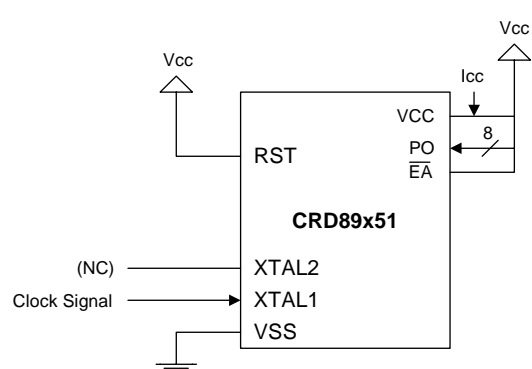 Vcc
Vcc
Icc
VCC
8
RST
PO
EA
CRD89x51
(NC)
XTAL2
Clock Signal
XTAL1
VSS